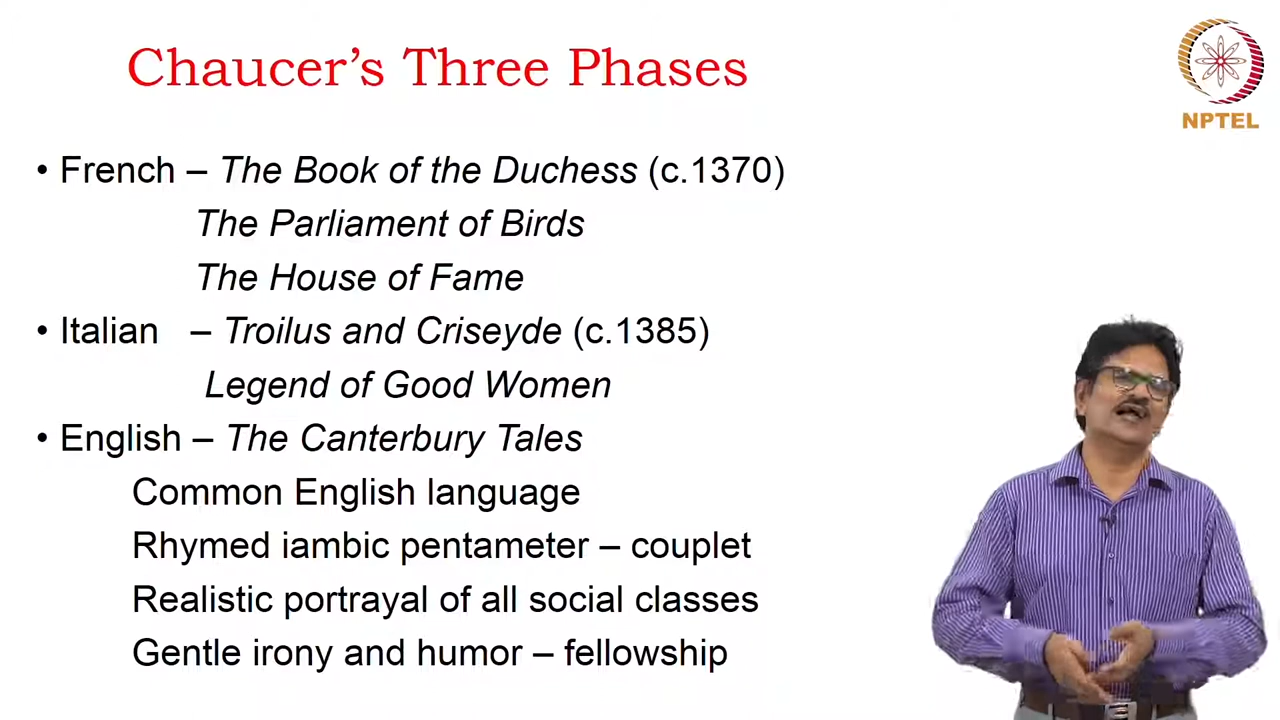 Chaucer's Three Phases
NPTEL
• French – The Book of the Duchess (c.1370)
The Parliament of Birds
The House of Fame
• Italian – Troilus and Criseyde (c.1385)
Legend of Good Women
• English – The Canterbury Tales
Common English language
Rhymed iambic pentameter – couplet
Realistic portrayal of all social classes
Gentle irony and humor – fellowship